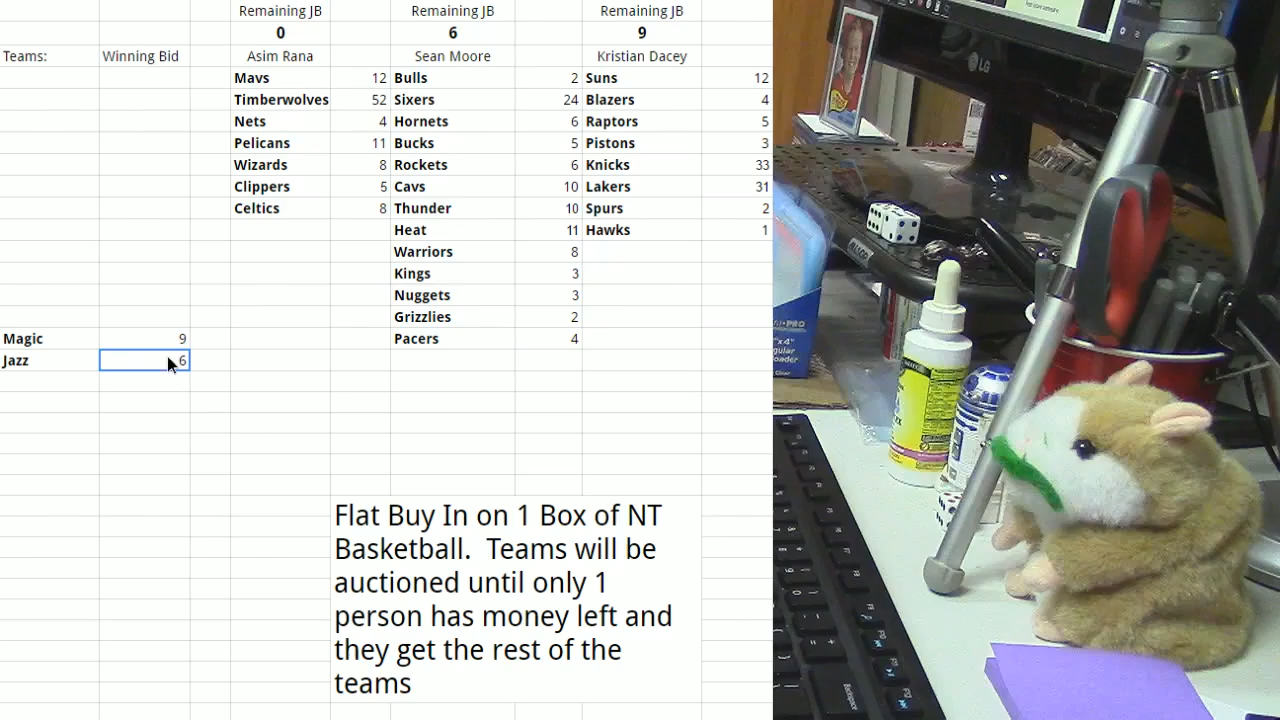 Remaining JB Remaining JB Remaining JB
0 6 9
Teams: Winning Bid Asim Rana Sean Moore Kristian Dacey
Mavs 12 Bulls 2 Suns 12
Timberwolves 52 Sixers 24 Blazers 4
Nets 4 Hornets 6 Raptors 5
Pelicans 11 Bucks 5 Pistons 3
Wizards 8 Rockets 6 Knicks 33
Clippers 5 Cavs 10 Lakers 31
Celtics 8 Thunder 10 Spurs 2
Heat 11 Hawks 1
Warriors 8
Kings 3
Nuggets 3
Grizzlies 2
Magic 9 Pacers 4
Jazz 6
Flat Buy In on 1 Box of NT
Basketball. Teams will be
auctioned until only 1
person has money left and
they get the rest of the
teams
LG
Backspace